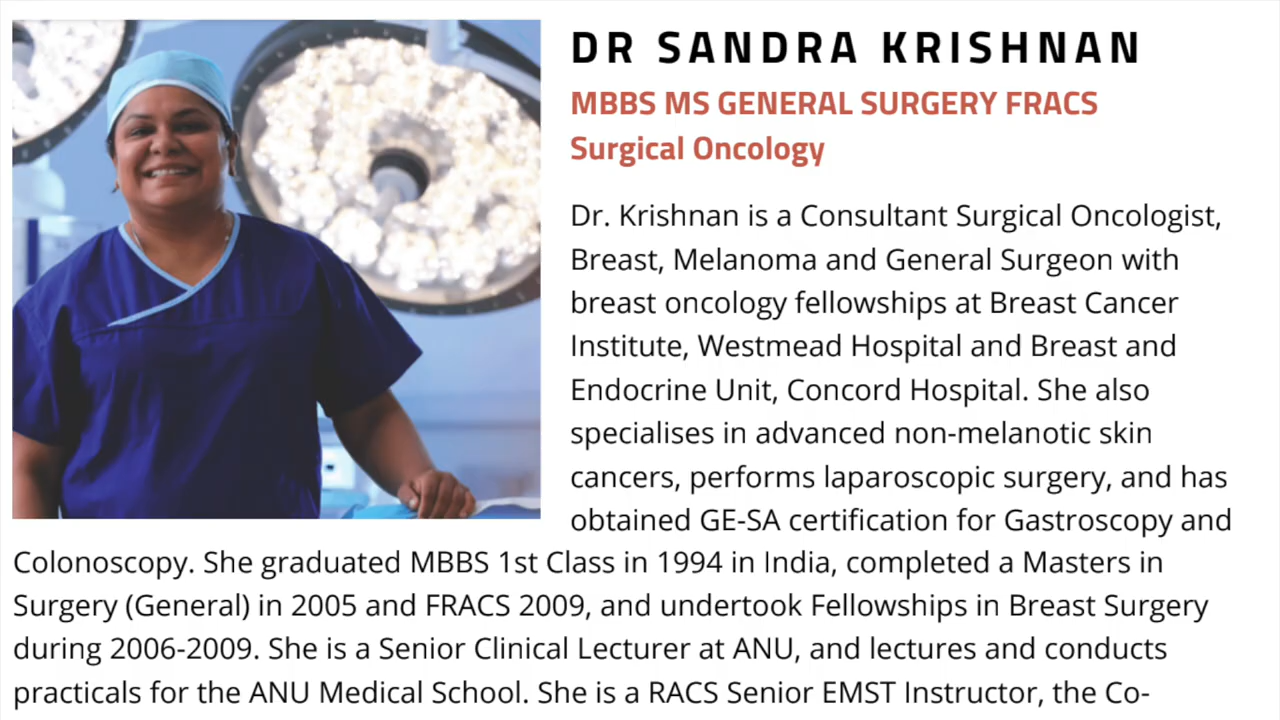 DR SANDRA KRISHNAN
MBBS MS GENERAL SURGERY FRACS
Surgical Oncology
Dr. Krishnan is a Consultant Surgical Oncologist,
Breast, Melanoma and General Surgeon with
breast oncology fellowships at Breast Cancer
Institute, Westmead Hospital and Breast and
Endocrine Unit, Concord Hospital. She also
specialises in advanced non-melanotic skin
cancers, performs laparoscopic surgery, and has
obtained GE-SA certification for Gastroscopy and
Colonoscopy. She graduated MBBS 1st Class in 1994 in India, completed a Masters in
Surgery (General) in 2005 and FRACS 2009, and undertook Fellowships in Breast Surgery
during 2006-2009. She is a Senior Clinical Lecturer at ANU, and lectures and conducts
practicals for the ANU Medical School. She is a RACS Senior EMST Instructor, the Co-